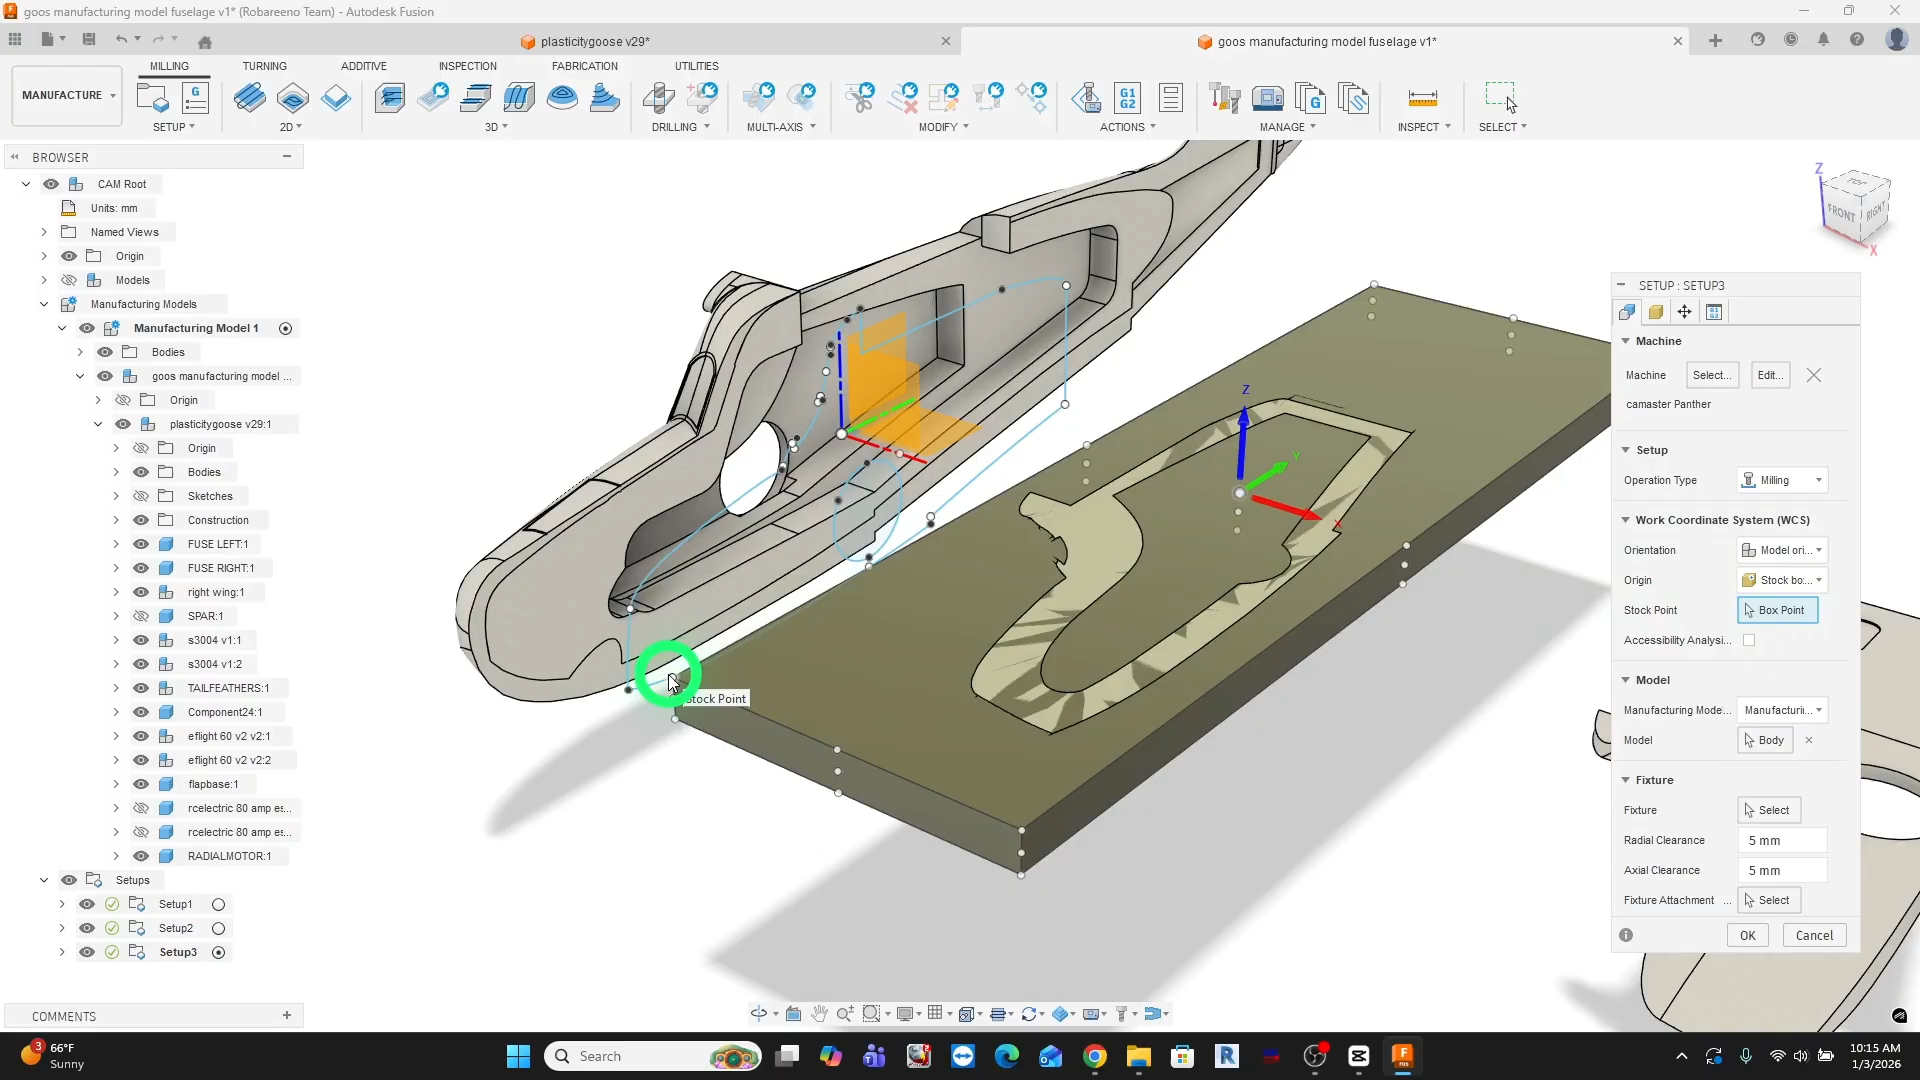 goos manufacturing model fuselage v1* (Robareeno Team) - Autodesk Fusion
plasticitygoose v29*
goos manufacturing model fuselage v1*
MANUFACTURE
MILLING
TURNING
ADDITIVE
INSPECTION
FABRICATION
UTILITIES
SETUP
2D
3D
DRILLING
MULTI-AXIS
MODIFY
ACTIONS
MANAGE
INSPECT
SELECT
G
G1
G2
G
BROWSER
CAM Root
Units: mm
Named Views
Origin
Models
Manufacturing Models
Manufacturing Model 1
Bodies
goos manufacturing model ...
Origin
plasticitygoose v29:1
Origin
Bodies
Sketches
Construction
FUSE LEFT:1
FUSE RIGHT:1
right wing:1
SPAR:1
s3004 v1:1
s3004 v1:2
TAILFEATHERS:1
Component24:1
eflight 60 v2 v2:1
eflight 60 v2 v2:2
flapbase:1
rcelectric 80 amp es...
rcelectric 80 amp es...
RADIALMOTOR:1
Setups
Setup1
Setup2
Setup3
COMMENTS
Z
Y
X
Stock Point
Z
TOP
FRONT
RIGHT
X
SETUP : SETUP3
Machine
Machine
Select...
Edit...
camaster Panther
Setup
Operation Type
Milling
Work Coordinate System (WCS)
Orientation
Model ori...
Origin
Stock bo...
Stock Point
Box Point
Accessibility Analysi...
Model
Manufacturing Mode...
Manufacturin...
Model
Body
Fixture
Fixture
Select
Radial Clearance
5 mm
Axial Clearance
5 mm
Fixture Attachment ...
Select
OK
Cancel
3
66°F
Sunny
Search
10:15 AM
1/3/2026